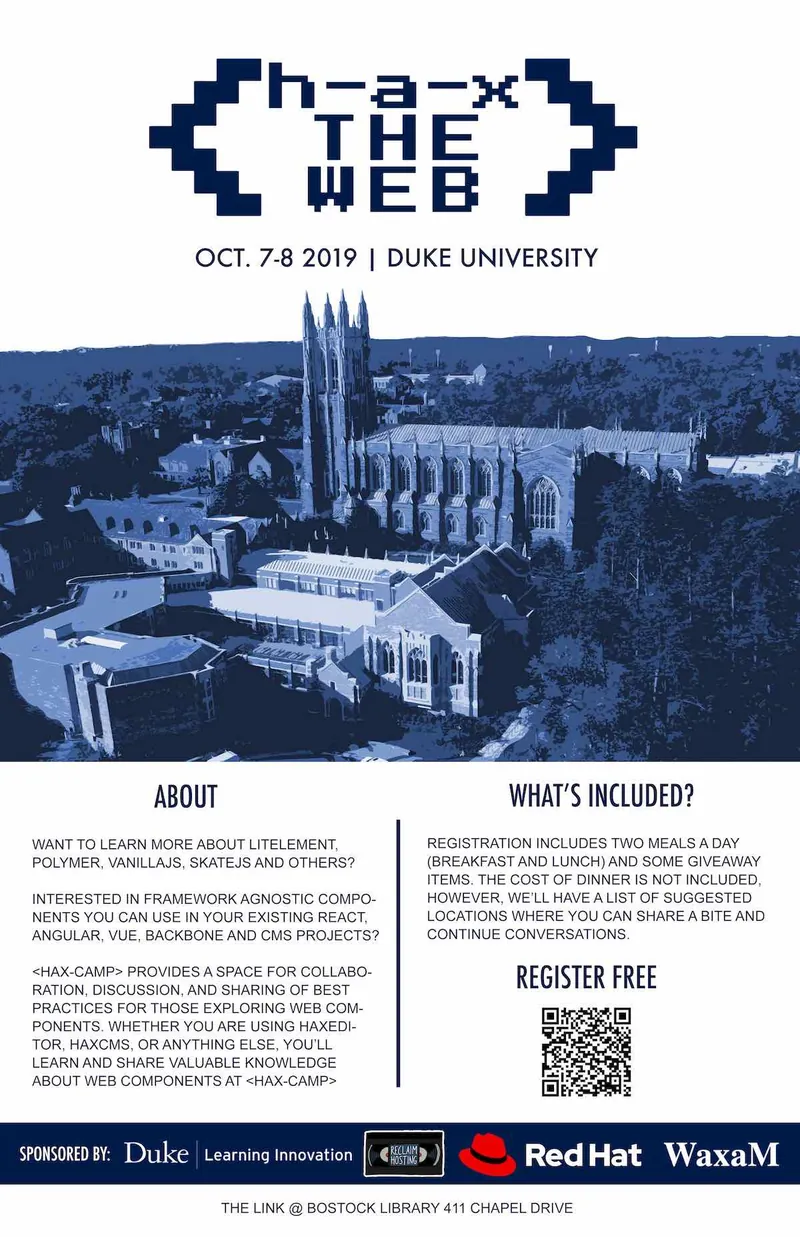 h-a-x
THE
WEB
OCT. 7-8 2019 | DUKE UNIVERSITY
ABOUT
WANT TO LEARN MORE ABOUT LITELEMENT,
POLYMER, VANILLAJS, SKATEJS AND OTHERS?
INTERESTED IN FRAMEWORK AGNOSTIC COMPO-
NENTS YOU CAN USE IN YOUR EXISTING REACT,
ANGULAR, VUE, BACKBONE AND CMS PROJECTS?
<HAX-CAMP> PROVIDES A SPACE FOR COLLABO-
RATION, DISCUSSION, AND SHARING OF BEST
PRACTICES FOR THOSE EXPLORING WEB COM-
PONENTS. WHETHER YOU ARE USING HAXEDI-
TOR, HAXCMS, OR ANYTHING ELSE, YOU'LL
LEARN AND SHARE VALUABLE KNOWLEDGE
ABOUT WEB COMPONENTS AT <HAX-CAMP>
WHAT'S INCLUDED?
REGISTRATION INCLUDES TWO MEALS A DAY
(BREAKFAST AND LUNCH) AND SOME GIVEAWAY
ITEMS. THE COST OF DINNER IS NOT INCLUDED,
HOWEVER, WE'LL HAVE A LIST OF SUGGESTED
LOCATIONS WHERE YOU CAN SHARE A BITE AND
CONTINUE CONVERSATIONS.
REGISTER FREE
SPONSORED BY: Duke | Learning Innovation RECLAIM HOSTING Red Hat WaxaM
THE LINK @ BOSTOCK LIBRARY 411 CHAPEL DRIVE